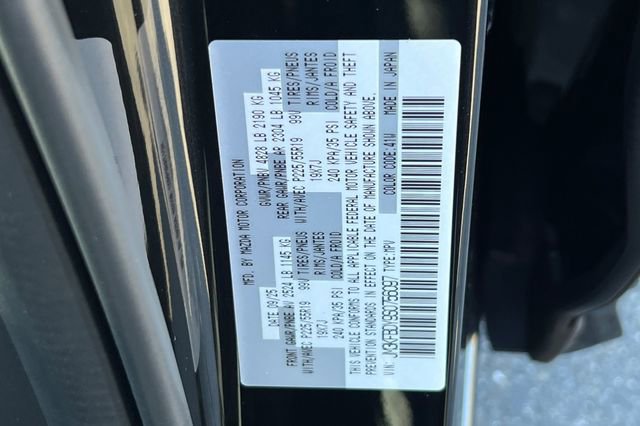 MFD. BY MAZDA MOTOR CORPORATION
DATE: 09/25 GVWR/PNBV 4828 LB 2190 KG
FRONT GAWR/PNBE AV 2524 LB 1145 KG REAR GAWR/PNBE AR 2304 LB 1045 KG
WITH/AVEC P225/55R19 99V TIRES/PNEUS WITH/AVEC P225/55R19 99V TIRES/PNEUS
19X7J RIMS/JANTES 19X7J RIMS/JANTES
240 KPA/35 PSI COLD/A FROID 240 KPA/35 PSI COLD/A FROID
THIS VEHICLE CONFORMS TO ALL APPLICABLE FEDERAL MOTOR VEHICLE SAFETY AND THEFT
PREVENTION STANDARDS IN EFFECT ON THE DATE OF MANUFACTURE SHOWN ABOVE.
VIN: TYPE:MPV COLOR CODE:41W MADE IN JAPAN